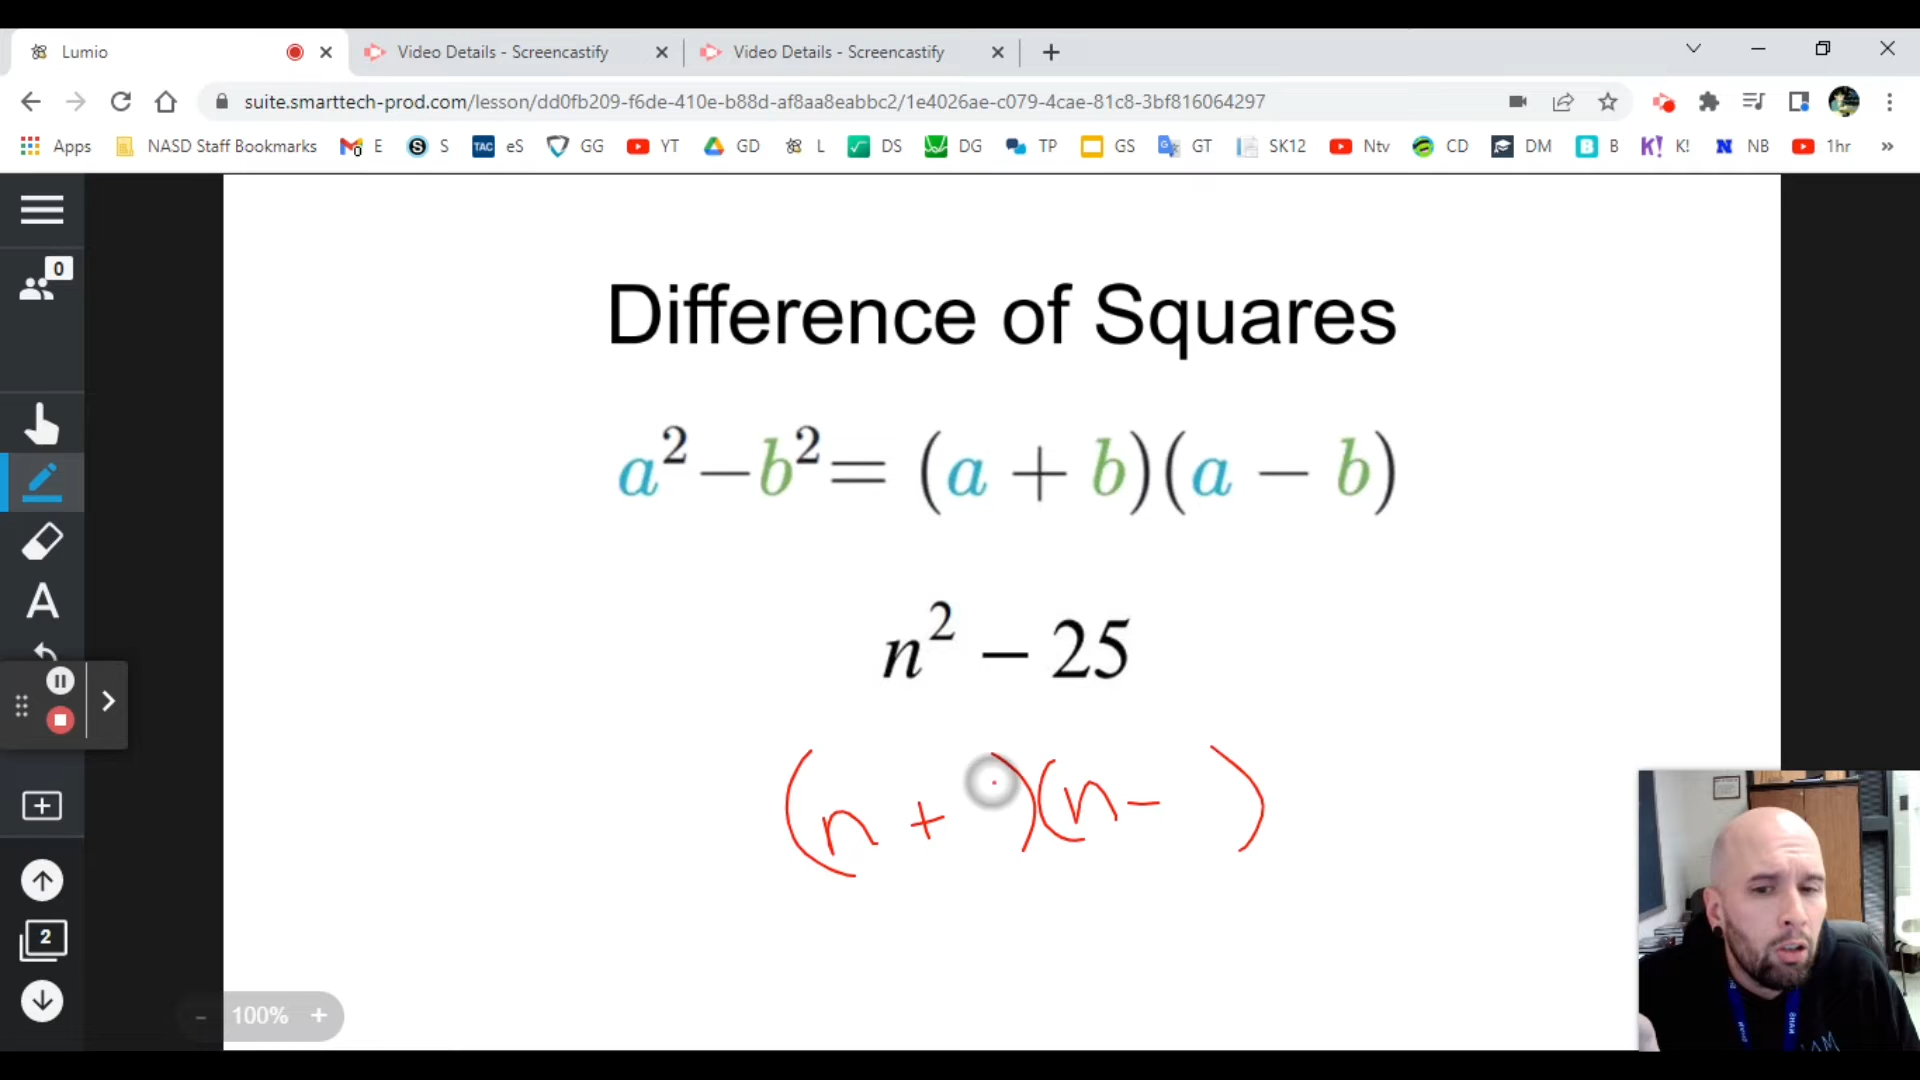 Lumio
Video Details - Screencastify
Video Details - Screencastify
suite.smarttech-prod.com/lesson/dd0fb209-f6de-410e-b88d-af8aa8eabbc2/1e4026ae-c079-4cae-81c8-3bf816064297
Apps NASD Staff Bookmarks E S S TAC eS GG YT GD L DS DG TP GS GT SK12 Ntv CD DM B B K! K! N NB 1hr »
0
Difference of Squares
a² − b² = (a + b)(a − b)
n² − 25
(n + )(n − )
A
2
- 100% +